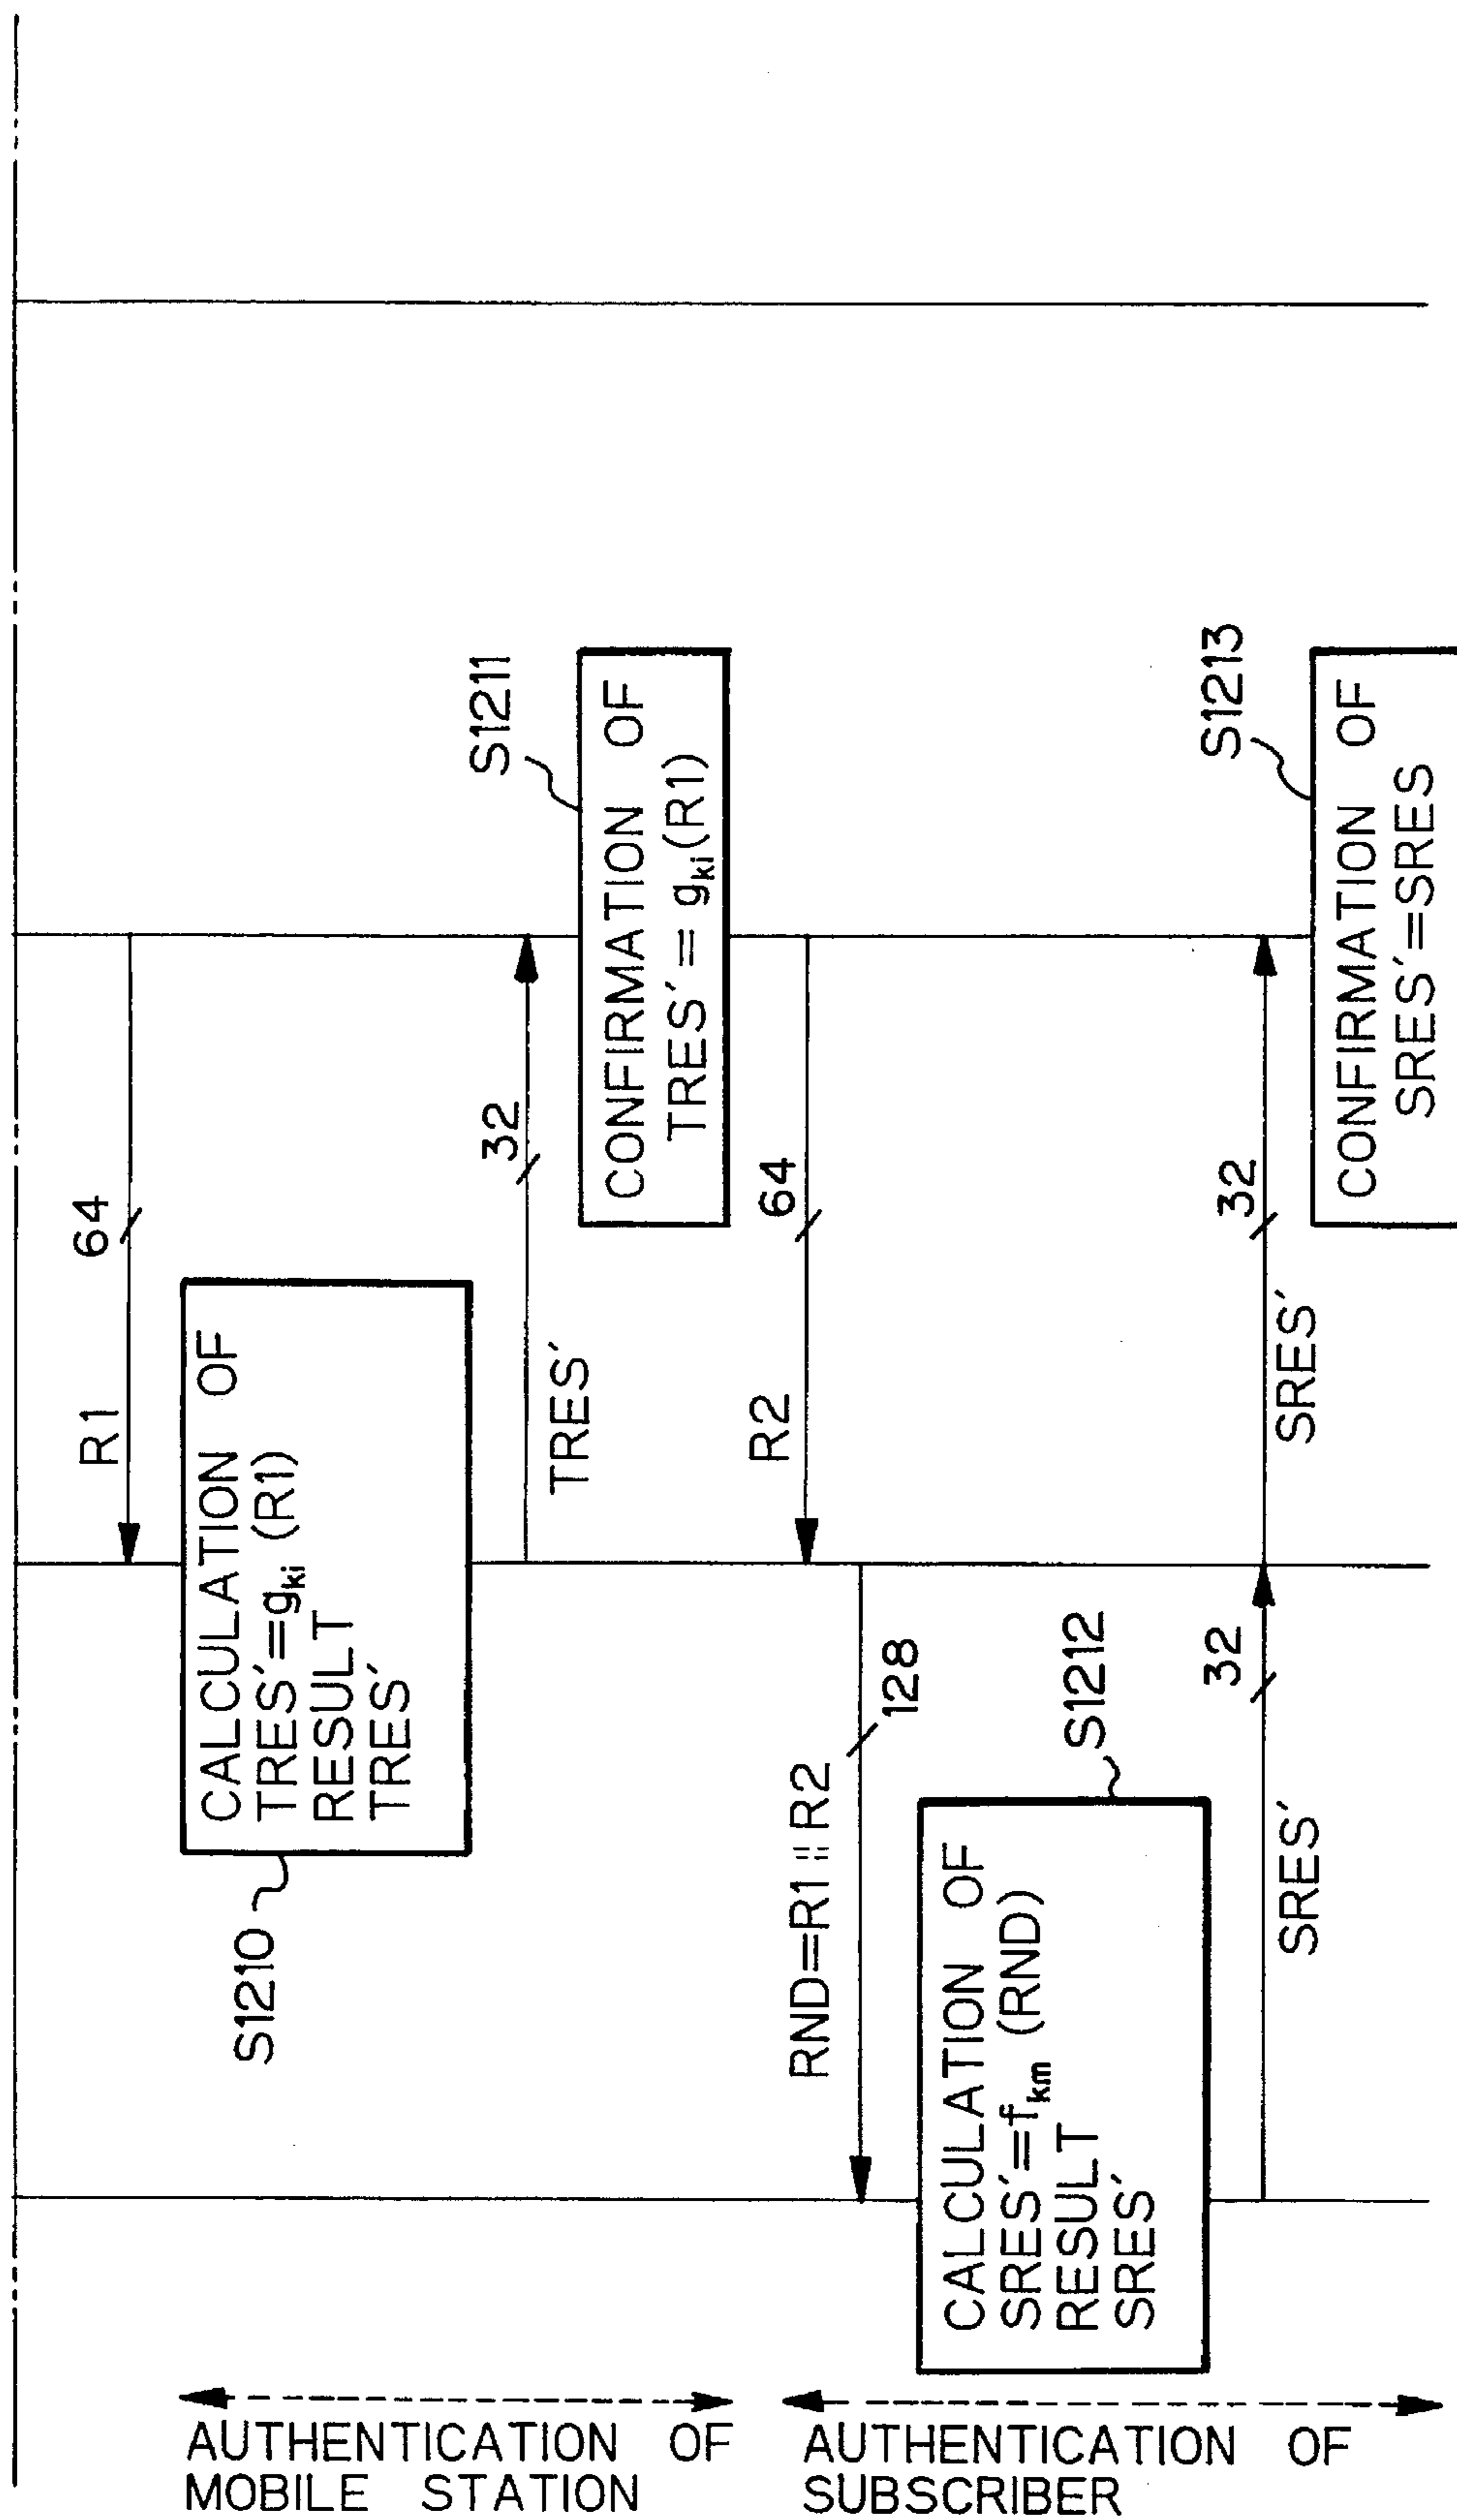 AUTHENTICATION OF
MOBILE STATION
S1210
CALCULATION OF
TRES′=gki (R1)
RESULT
TRES′
R1
64
TRES′
32
S1211
CONFIRMATION OF
TRES′= gki(R1)
AUTHENTICATION OF
SUBSCRIBER
RND=R1 || R2
128
R2
64
CALCULATION OF
SRES′=fkm (RND)
RESULT
SRES′
S1212
SRES′
32
SRES′
32
S1213
CONFIRMATION OF
SRES′=SRES